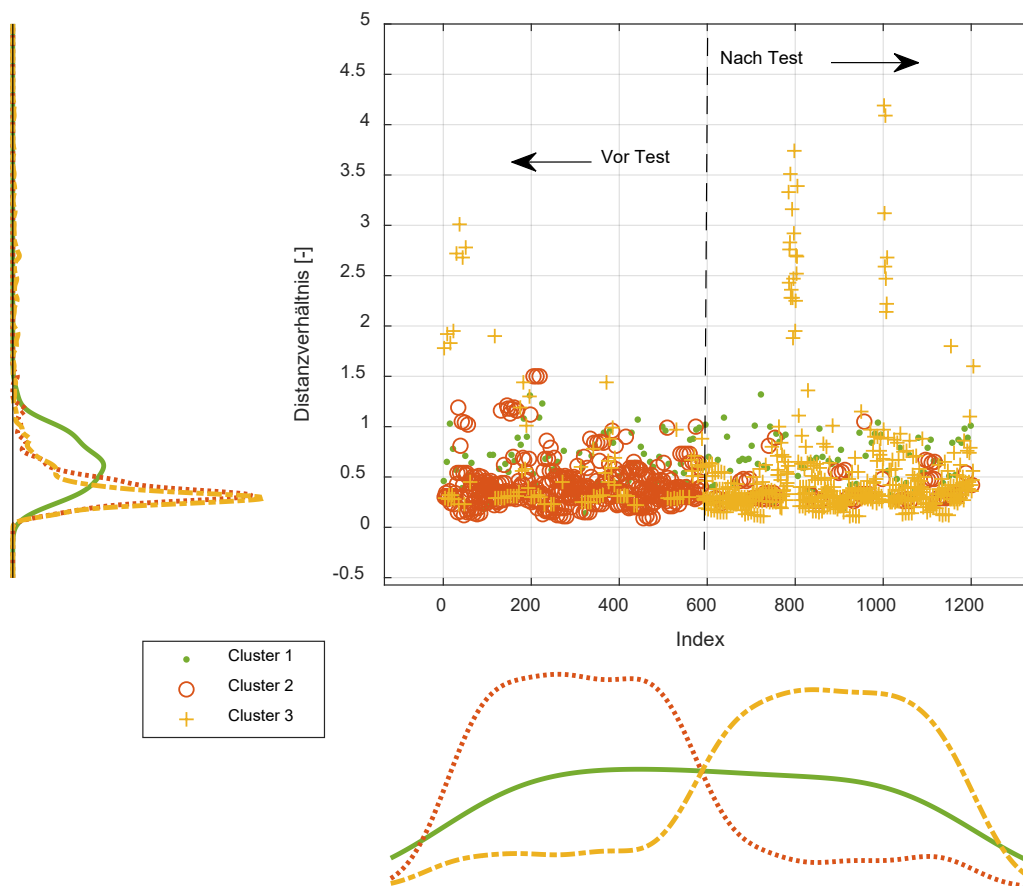 5
4.5
Nach Test
4
Vor Test
3.5
3
Distanzverhältnis [-]
2.5
2
1.5
1
0.5
0
-0.5
0 200 400 600 800 1000 1200
Index
Cluster 1
Cluster 2
Cluster 3